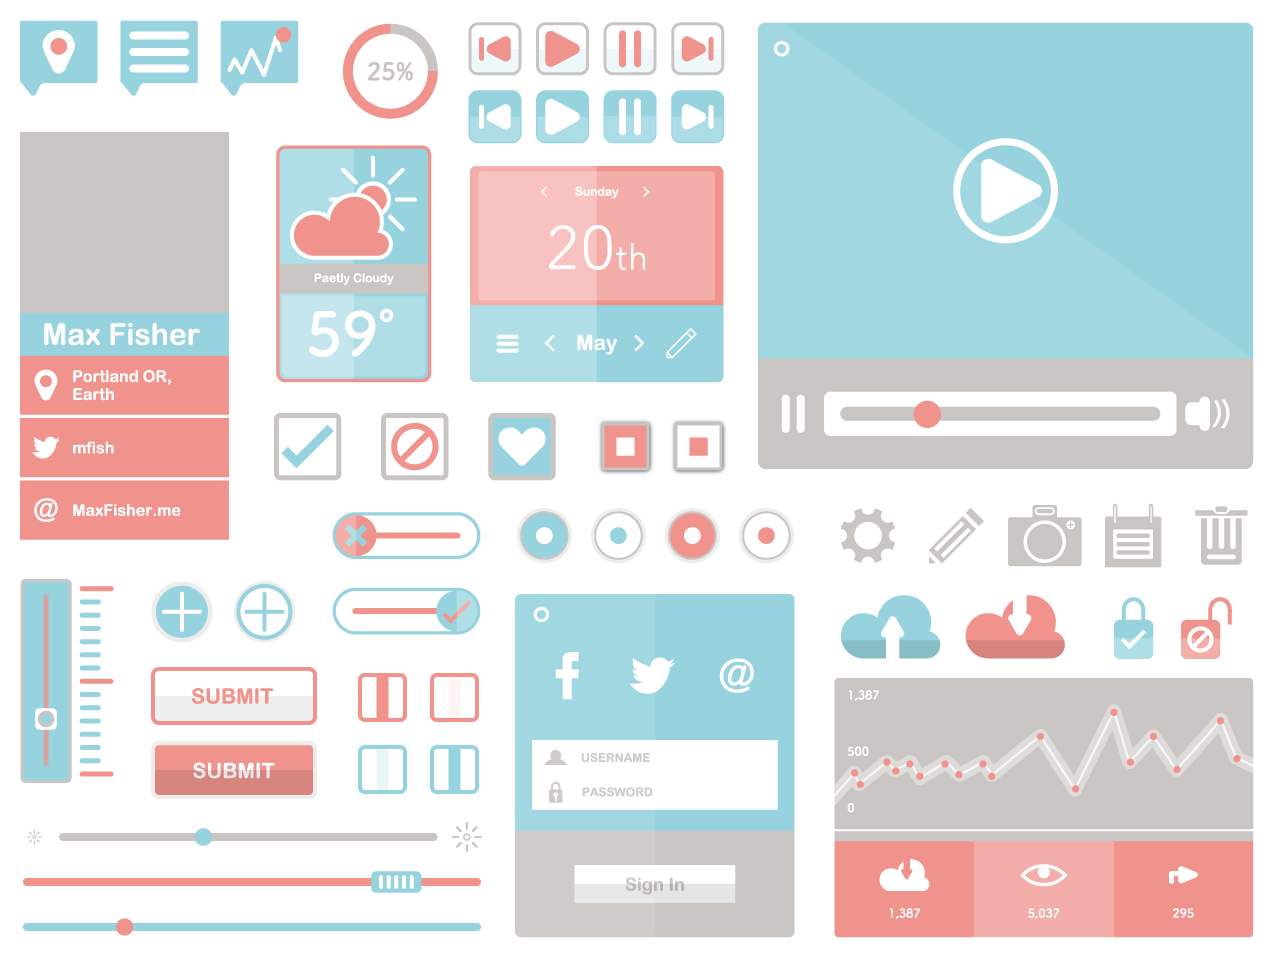 25%
Sunday
20th
Paetly Cloudy
59°
May
Max Fisher
Portland OR,
Earth
mfish
@ MaxFisher.me
SUBMIT
SUBMIT
@
USERNAME
PASSWORD
Sign In
1,387
500
0
1,387
5,037
295